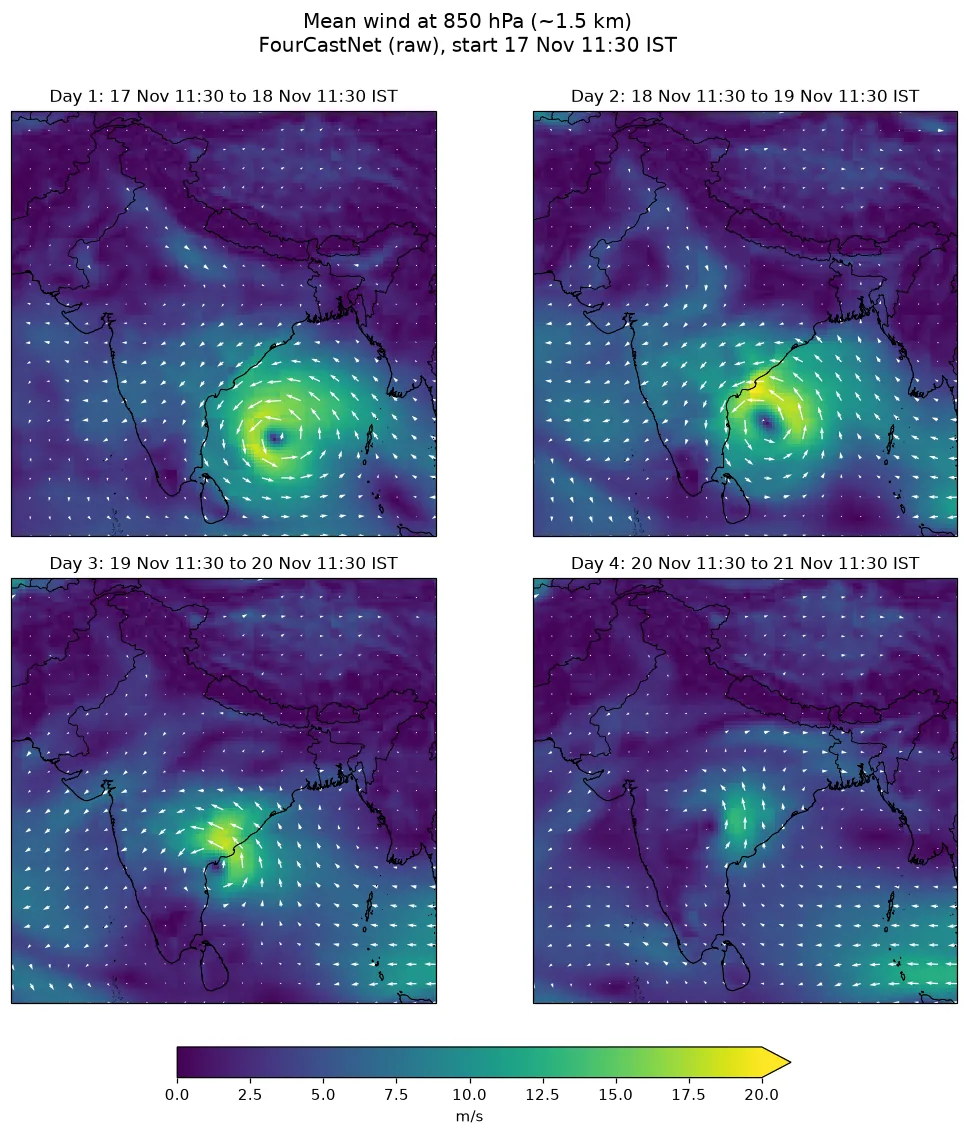 Mean wind at 850 hPa (~1.5 km)
FourCastNet (raw), start 17 Nov 11:30 IST
Day 1: 17 Nov 11:30 to 18 Nov 11:30 IST
Day 2: 18 Nov 11:30 to 19 Nov 11:30 IST
Day 3: 19 Nov 11:30 to 20 Nov 11:30 IST
Day 4: 20 Nov 11:30 to 21 Nov 11:30 IST
0.0 2.5 5.0 7.5 10.0 12.5 15.0 17.5 20.0
m/s